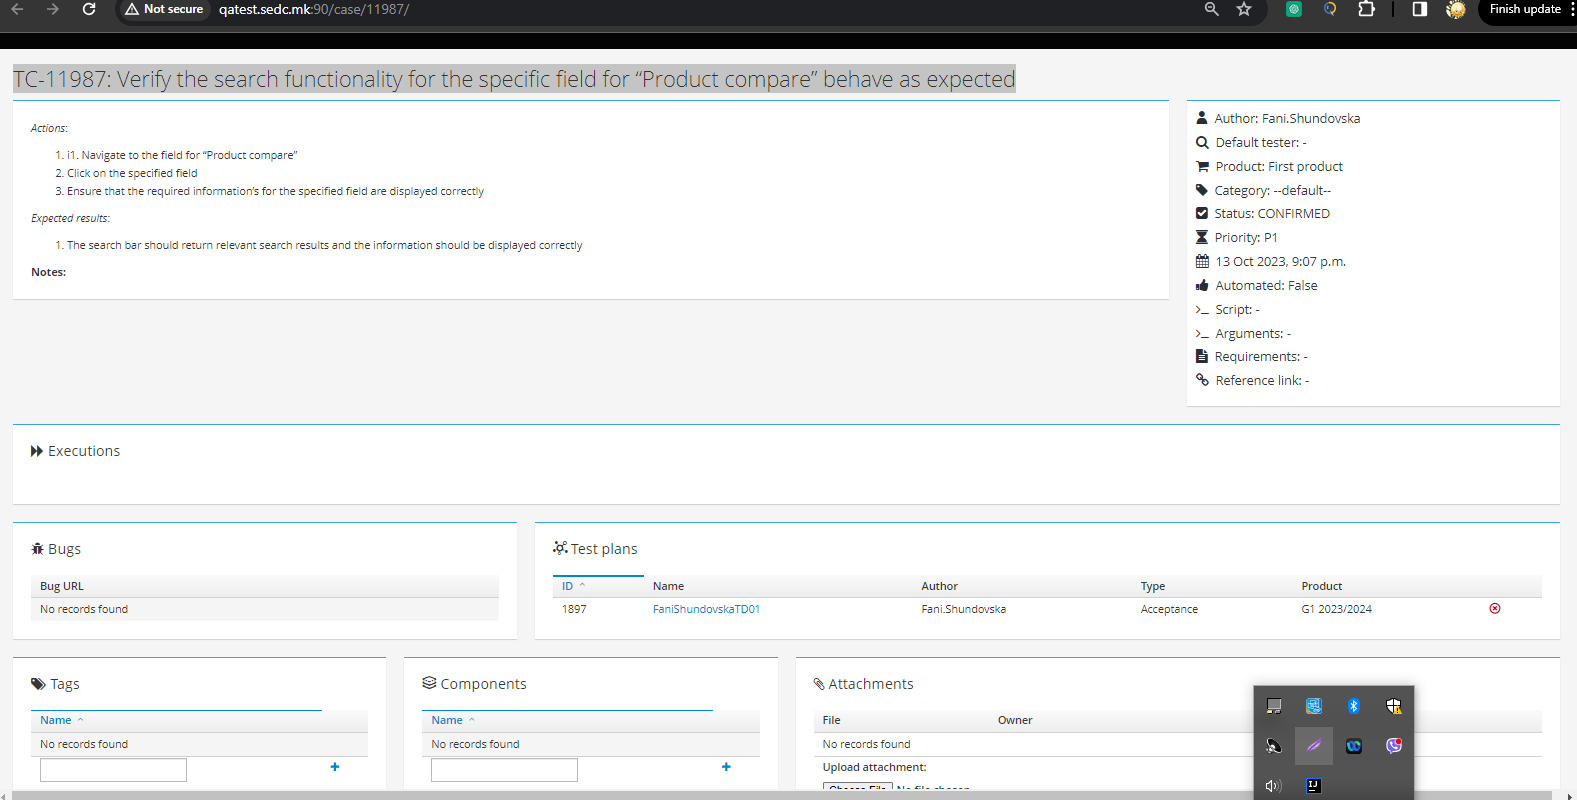 Not secure
qatest.sedc.mk:90/case/11987/
Finish update
TC-11987: Verify the search functionality for the specific field for “Product compare” behave as expected
Actions:
1. i1. Navigate to the field for “Product compare”
2. Click on the specified field
3. Ensure that the required information’s for the specified field are displayed correctly
Expected results:
1. The search bar should return relevant search results and the information should be displayed correctly
Notes:
Author: Fani.Shundovska
Default tester: -
Product: First product
Category: --default--
Status: CONFIRMED
Priority: P1
13 Oct 2023, 9:07 p.m.
Automated: False
Script: -
Arguments: -
Requirements: -
Reference link: -
Executions
Bugs
Bug URL
No records found
Test plans
ID Name Author Type Product
1897 FaniShundovskaTD01 Fani.Shundovska Acceptance G1 2023/2024
Tags
Name
No records found
Components
Name
No records found
Attachments
File Owner
No records found
Upload attachment:
Choose File No file chosen